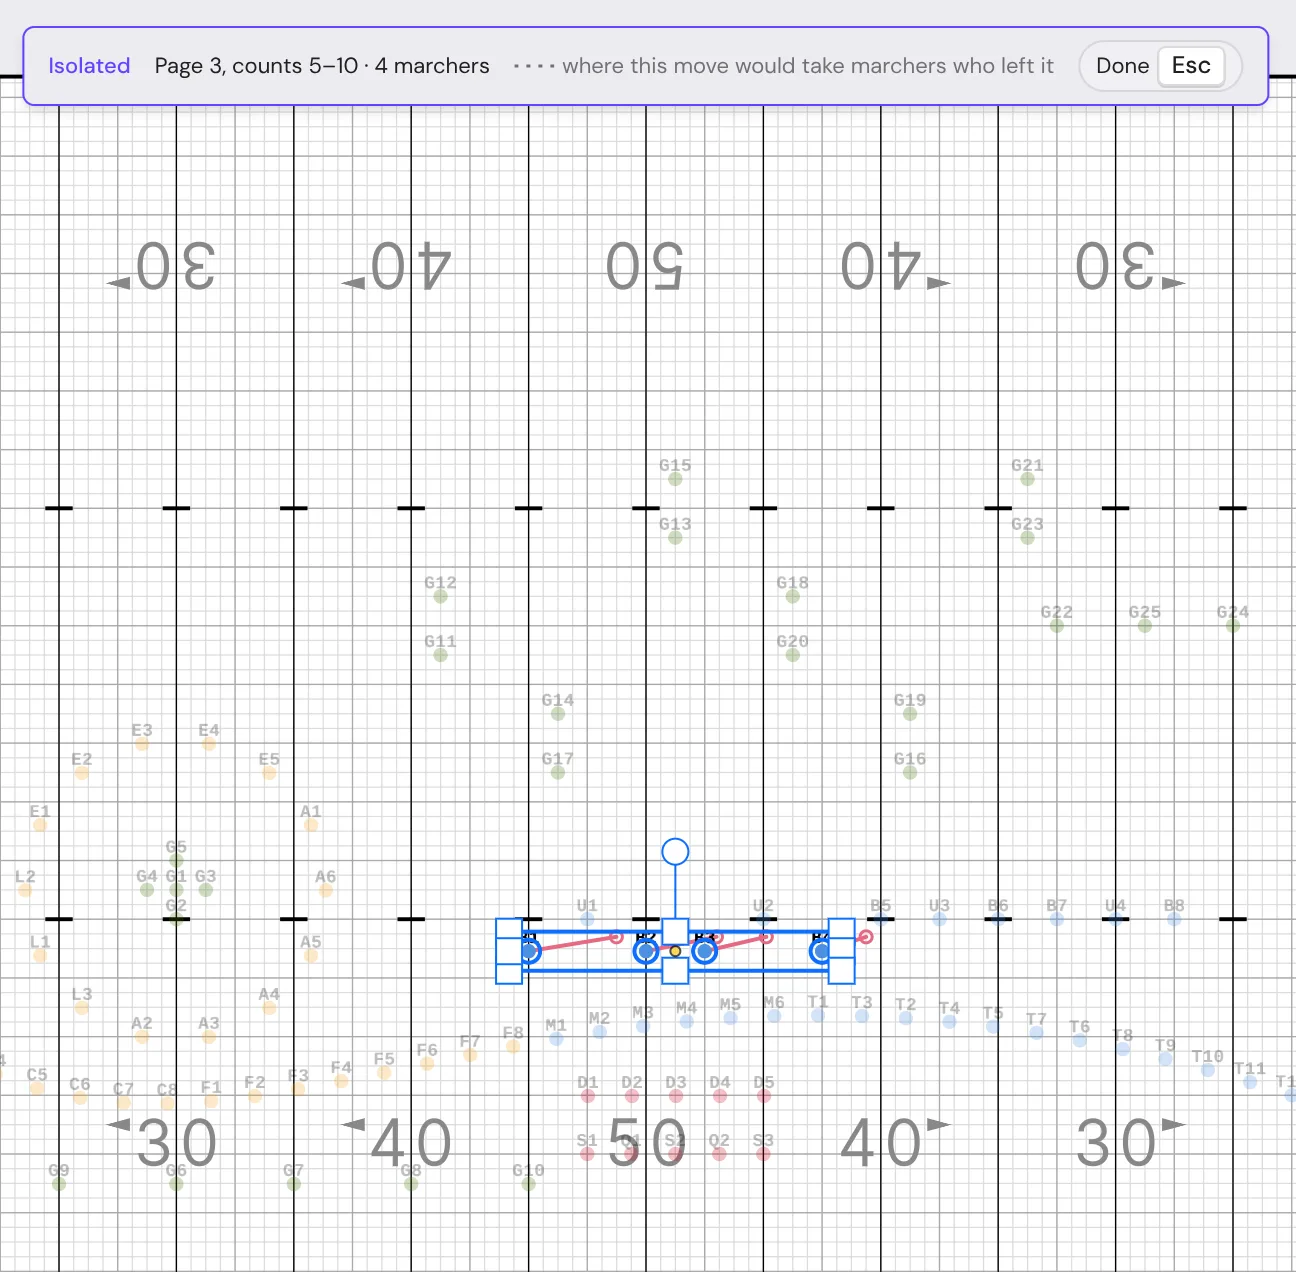 Isolated Page 3, counts 5–10 · 4 marchers where this move would take marchers who left it Done Esc
30 40 50 40 30
G15 G21
G13 G23
G12 G18
G22 G25 G24
G11 G20
G14 G19
E3 E4
E2 E5 G17 G16
E1 A1
G5
L2 G4 G1 G3 A6
G2 U1 U2 B5 U3 B6 B7 U4 B8
L1 A5
L3 A4
A2 A3 F7 F8 M1 M2 M3 M4 M5 M6 T1 T3 T2 T4 T5 T7 T6 T8
C5 C6 C7 C8 F1 F2 F3 F4 F5 F6 T9 T10 T11
D1 D2 D3 D4 D5
30 40 50 40 30
S1 Q1 S2 Q2 S3
G9 G6 G7 G8 G10